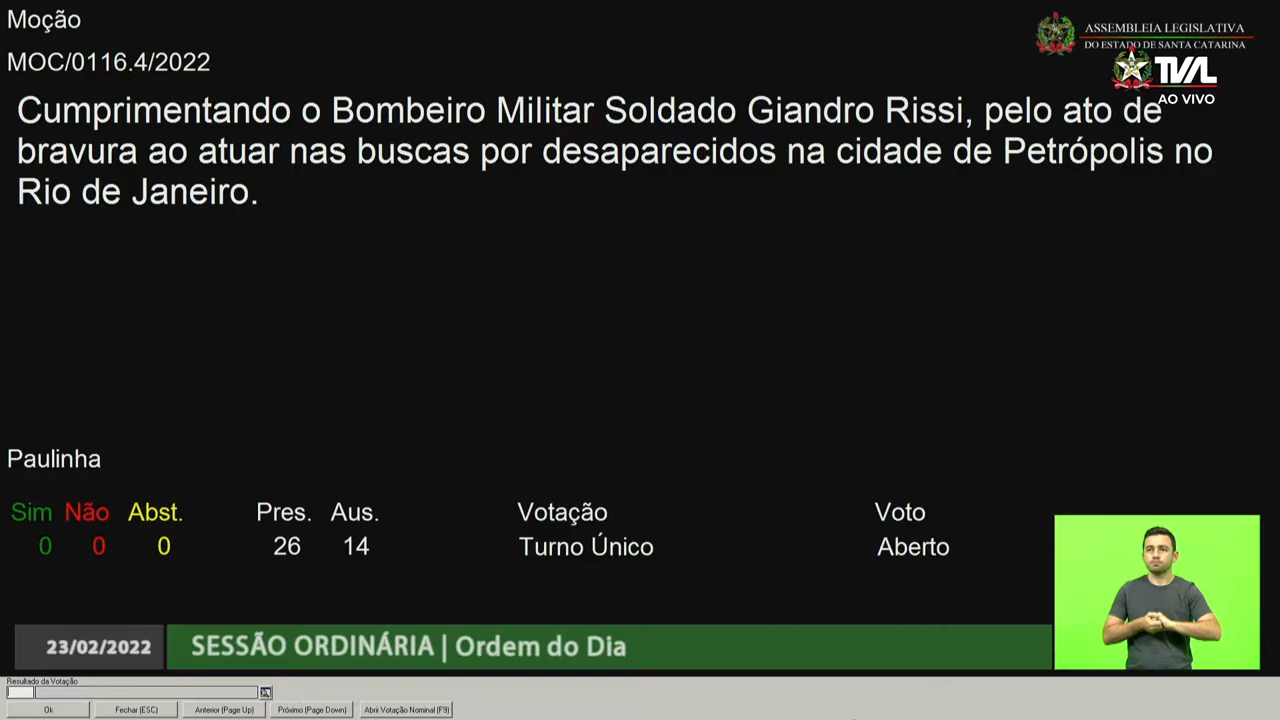 Moção
MOC/0116.4/2022
ASSEMBLEIA LEGISLATIVA
DO ESTADO DE SANTA CATARINA
TVAL
AO VIVO
Cumprimentando o Bombeiro Militar Soldado Giandro Rissi, pelo ato de
bravura ao atuar nas buscas por desaparecidos na cidade de Petrópolis no
Rio de Janeiro.
Paulinha
Sim Não Abst. Pres. Aus. Votação Voto
0 0 0 26 14 Turno Único Aberto
23/02/2022 SESSÃO ORDINÁRIA | Ordem do Dia
Resultado da Votação
Ok Fechar (ESC) Anterior (Page Up) Próximo (Page Down) Abrir Votação Nominal (F9)